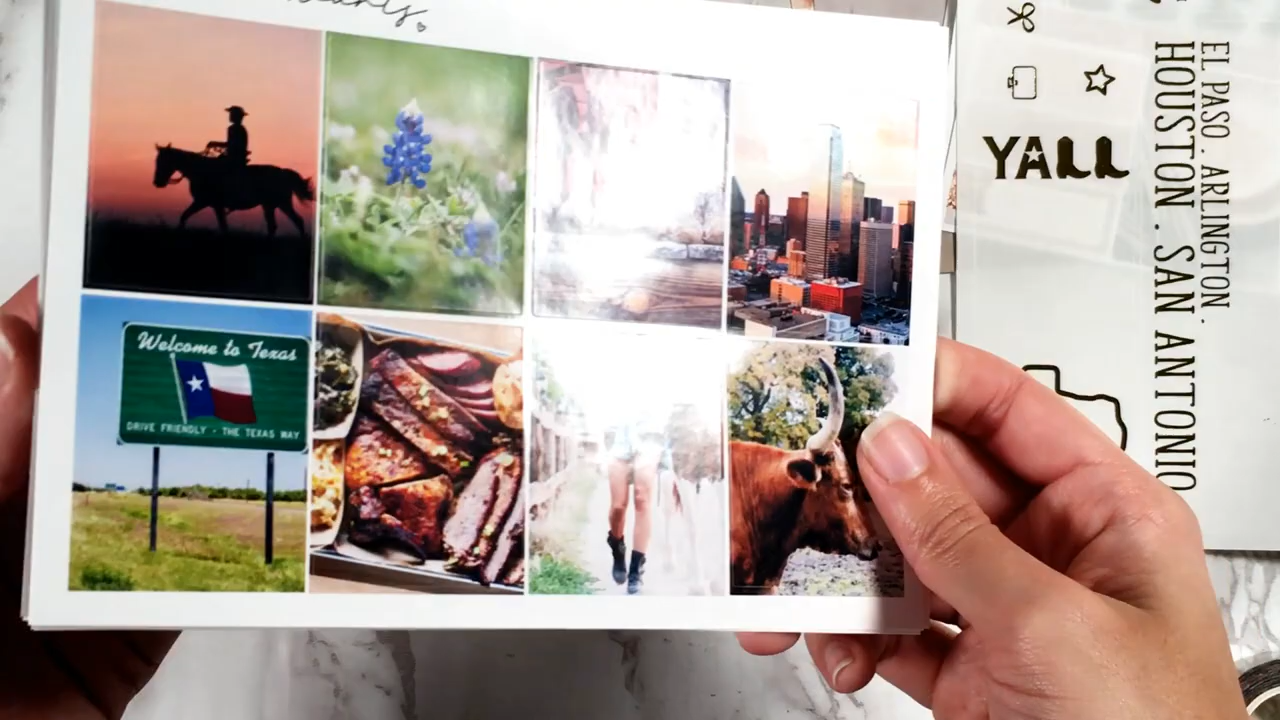 Welcome to Texas
DRIVE FRIENDLY - THE TEXAS WAY
YALL
EL PASO . ARLINGTON .
HOUSTON . SAN ANTONIO